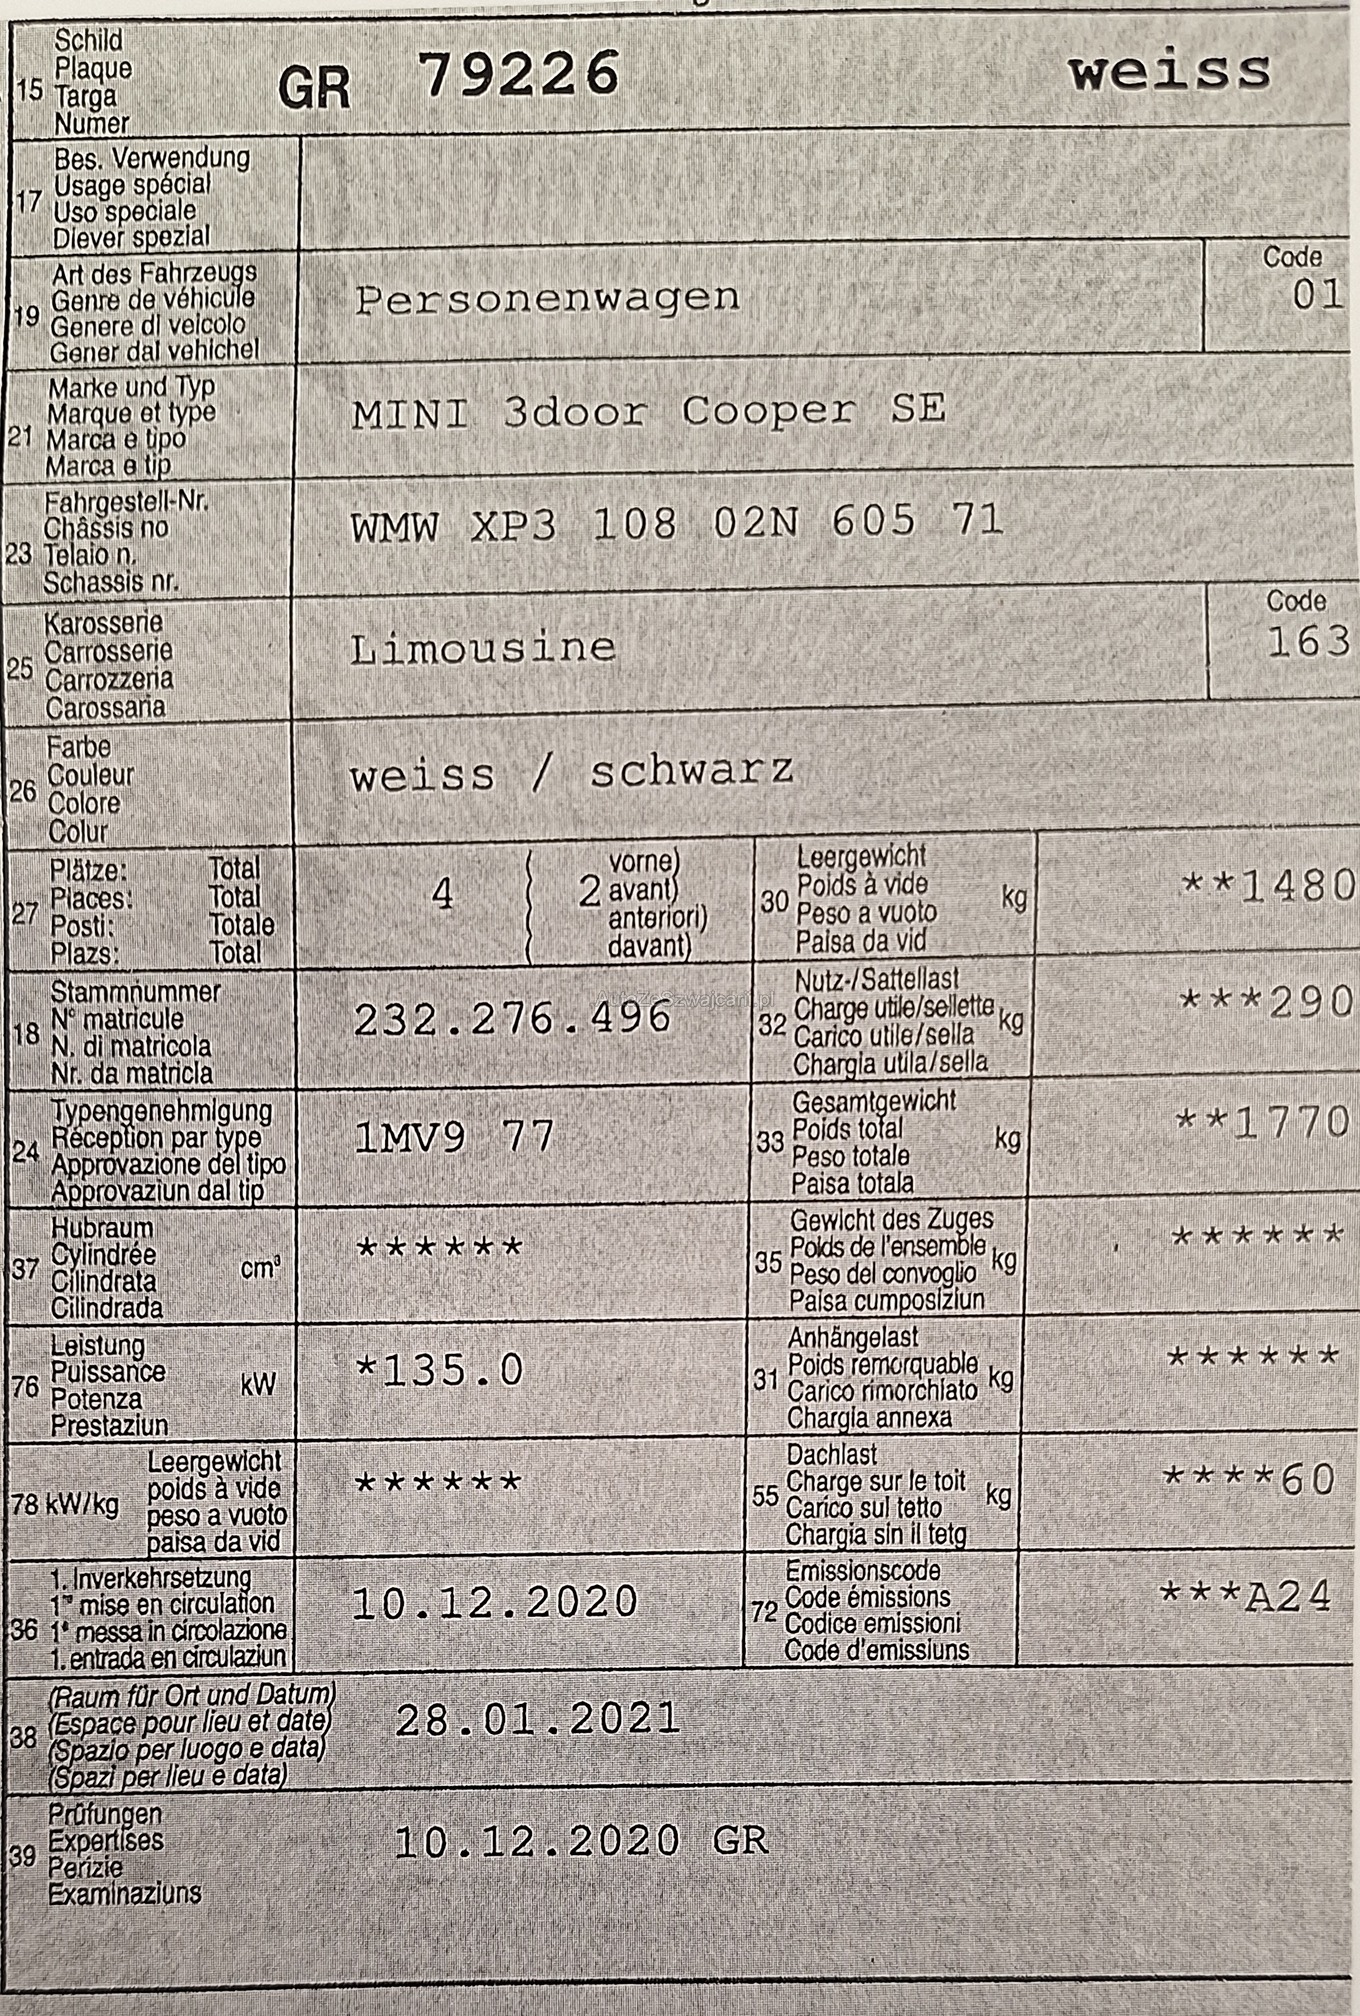 15 Schild
Plaque
Targa
Numer
GR 79226 weiss
17 Bes. Verwendung
Usage spécial
Uso speciale
Diever spezial
19 Art des Fahrzeugs
Genre de véhicule
Genere di veicolo
Gener dal vehichel
Personenwagen
Code
01
21 Marke und Typ
Marque et type
Marca e tipo
Marca e tip
MINI 3door Cooper SE
23 Fahrgestell-Nr.
Châssis no
Telaio n.
Schassis nr.
WMW XP3 108 02N 605 71
25 Karosserie
Carrosserie
Carrozzeria
Carossaria
Limousine
Code
163
26 Farbe
Couleur
Colore
Colur
weiss / schwarz
27 Plätze: Total
Places: Total
Posti: Totale
Plazs: Total
4
2
vorne)
avant)
anteriori)
davant)
30 Leergewicht
Poids à vide
Peso a vuoto
Paisa da vid
kg
**1480
18 Stammnummer
N° matricule
N. di matricola
Nr. da matricla
232.276.496
32 Nutz-/Sattellast
Charge utile/sellette
Carico utile/sella
Chargia utila/sella
kg
***290
24 Typengenehmigung
Réception par type
Approvazione del tipo
Approvaziun dal tip
1MV9 77
33 Gesamtgewicht
Poids total
Peso totale
Paisa totala
kg
**1770
37 Hubraum
Cylindrée
Cilindrata
Cilindrada
cm³
******
35 Gewicht des Zuges
Poids de l'ensemble
Peso del convoglio
Paisa cumposiziun
kg
******
76 Leistung
Puissance
Potenza
Prestaziun
kW
*135.0
31 Anhängelast
Poids remorquable
Carico rimorchiato
Chargia annexa
kg
******
78 kW/kg
Leergewicht
poids à vide
peso a vuoto
paisa da vid
******
55 Dachlast
Charge sur le toit
Carico sul tetto
Chargia sin il tetg
kg
****60
36 1. Inverkehrsetzung
1re mise en circulation
1a messa in circolazione
1. entrada en circulaziun
10.12.2020
72 Emissionscode
Code émissions
Codice emissioni
Code d'emissiuns
***A24
38 (Raum für Ort und Datum)
(Espace pour lieu et date)
(Spazio per luogo e data)
(Spazi per lieu e data)
28.01.2021
39 Prüfungen
Expertises
Perizie
Examinaziuns
10.12.2020 GR